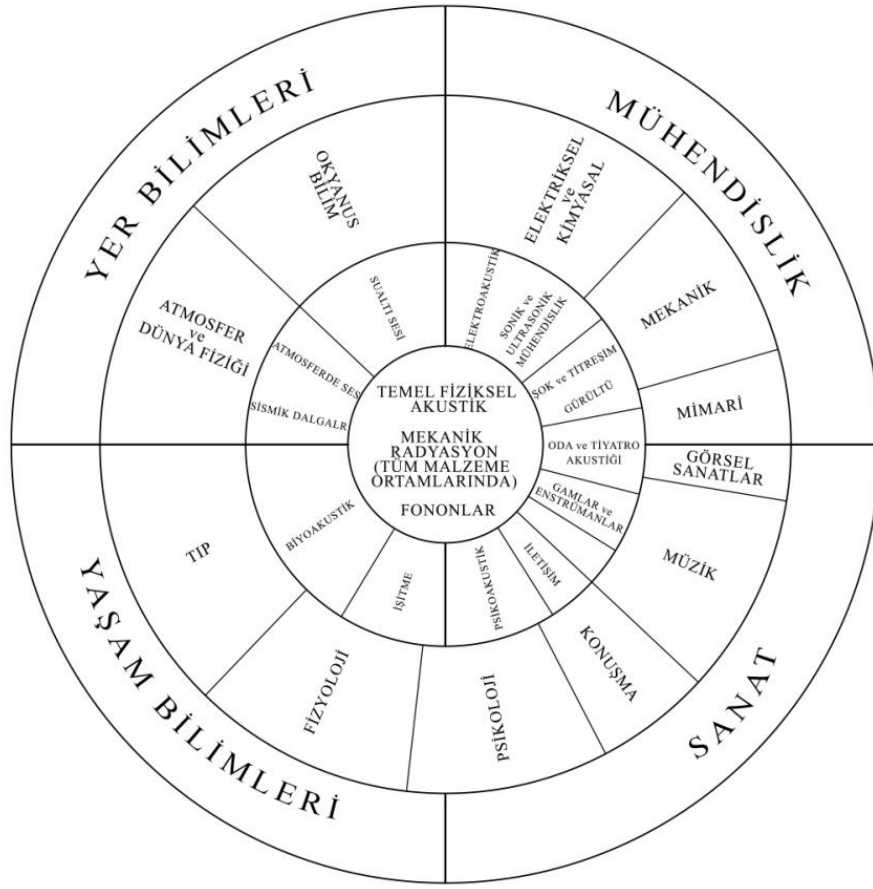 YER BİLİMLERİ
MÜHENDİSLİK
SANAT
YAŞAM BİLİMLERİ
OKYANUS
BİLİM
ATMOSFER
ve
DÜNYA FİZİĞİ
ELEKTRİKSEL
ve
KİMYASAL
MEKANİK
MİMARİ
GÖRSEL
SANATLAR
MÜZİK
KONUŞMA
PSİKOLOJİ
FİZYOLOJİ
TIP
SUALTI SESİ
ATMOSFERDE SES
SİSMİK DALGALR
ELEKTROAKUSTİK
SONİK ve
ULTRASONİK
MÜHENDİSLİK
ŞOK ve TİTREŞİM
GÜRÜLTÜ
ODA ve TİYATRO
AKUSTİĞİ
GAMLAR ve
ENSTRÜMANLAR
İLETİŞİM
PSİKOAKUSTİK
İŞİTME
BİYOAKUSTİK
TEMEL FİZİKSEL
AKUSTİK
MEKANİK
RADYASYON
(TÜM MALZEME
ORTAMLARINDA)
FONONLAR